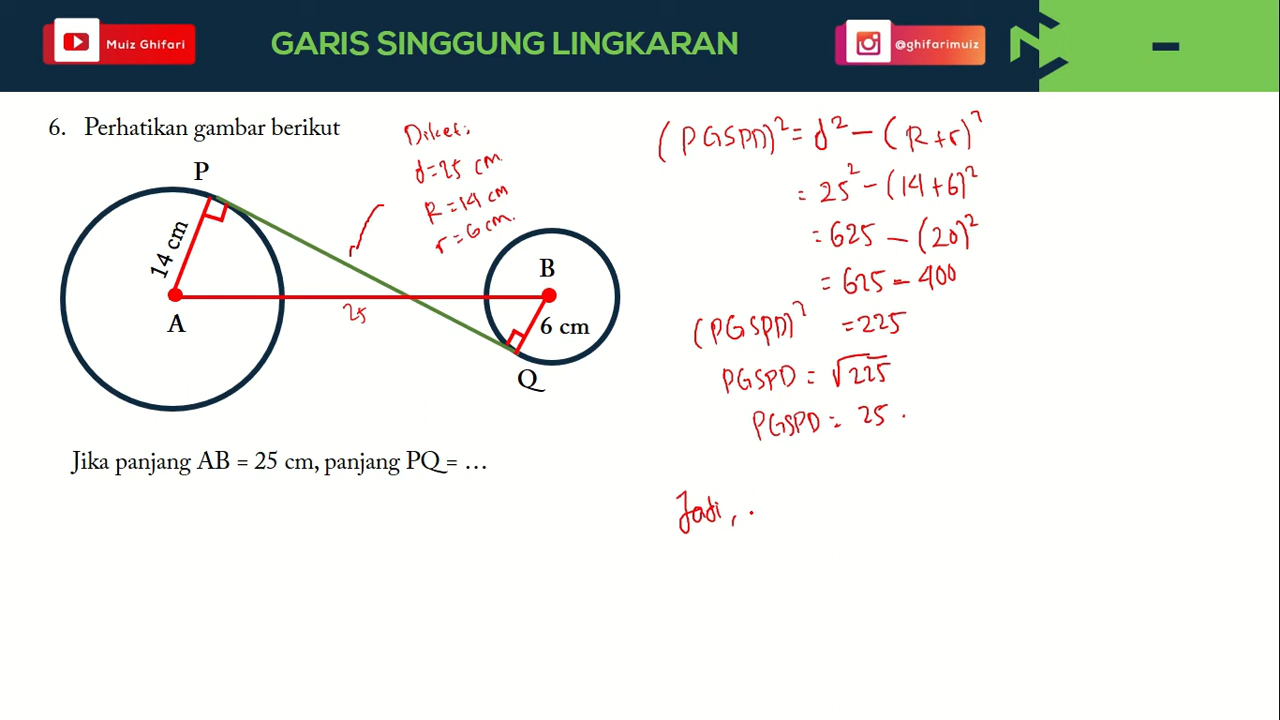 Muiz Ghifari
GARIS SINGGUNG LINGKARAN
@ghifarimuiz
6. Perhatikan gambar berikut
P
14 cm
A
25
B
6 cm
Q
Diket:
d=25 cm.
R=14 cm
r=6 cm.
Jika panjang AB = 25 cm, panjang PQ = …
(PGSPD)² = d² – (R+r)²
= 25² – (14+6)²
= 625 – (20)²
= 625 – 400
(PGSPD)² = 225
PGSPD = √225
PGSPD = 25.
Jadi, .